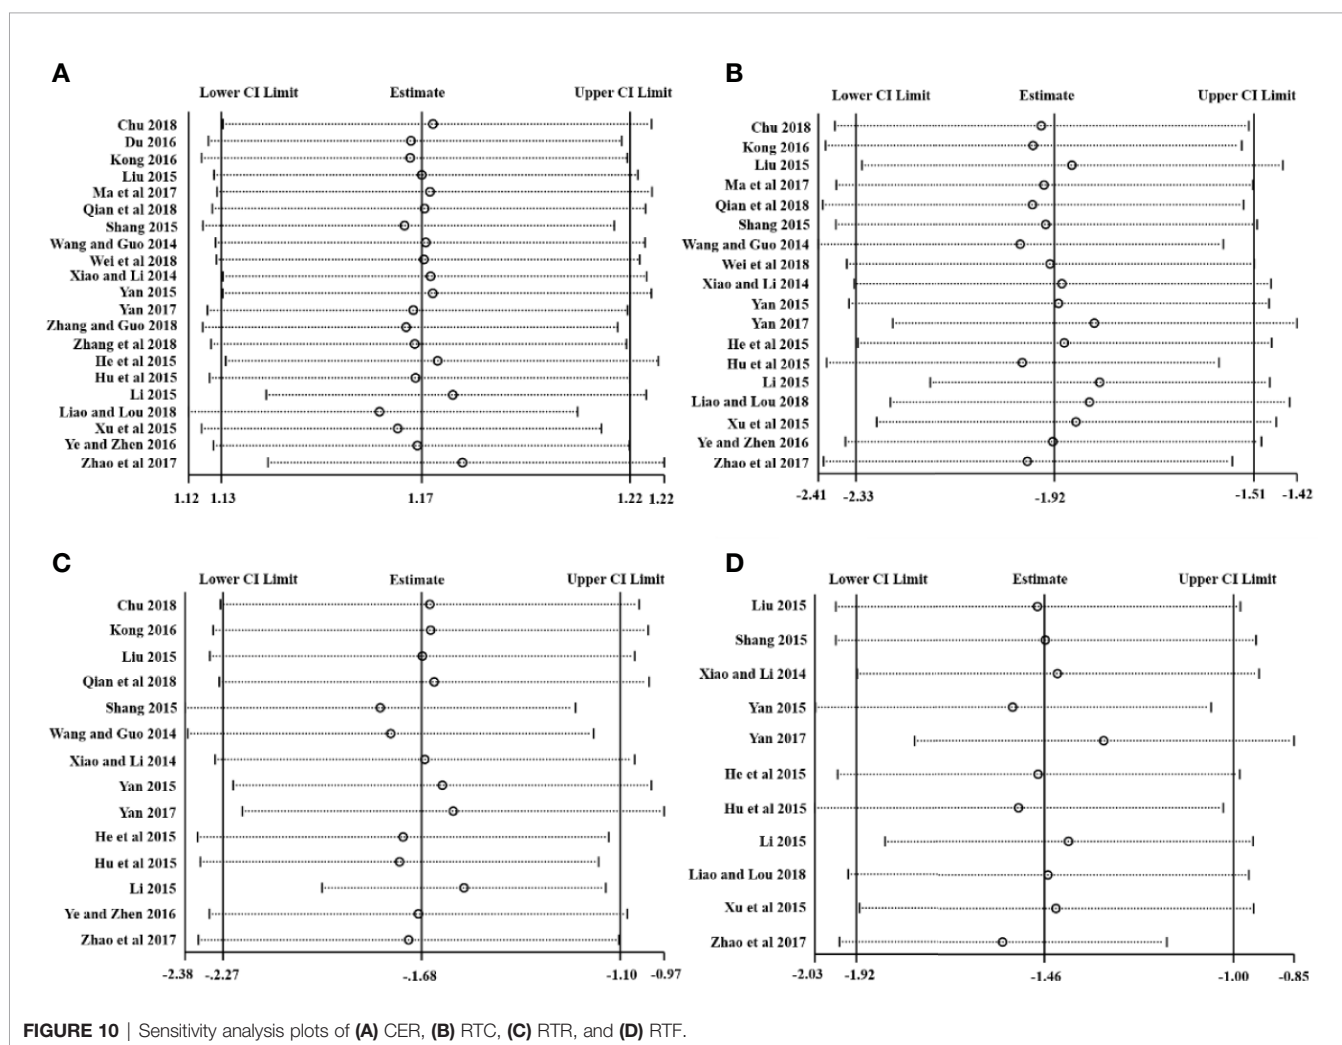 A
Lower CI Limit Estimate Upper CI Limit
Chu 2018
Du 2016
Kong 2016
Liu 2015
Ma et al 2017
Qian et al 2018
Shang 2015
Wang and Guo 2014
Wei et al 2018
Xiao and Li 2014
Yan 2015
Yan 2017
Zhang and Guo 2018
Zhang et al 2018
He et al 2015
Hu et al 2015
Li 2015
Liao and Lou 2018
Xu et al 2015
Ye and Zhen 2016
Zhao et al 2017
1.12 1.13 1.17 1.22 1.22
B
Lower CI Limit Estimate Upper CI Limit
Chu 2018
Kong 2016
Liu 2015
Ma et al 2017
Qian et al 2018
Shang 2015
Wang and Guo 2014
Wei et al 2018
Xiao and Li 2014
Yan 2015
Yan 2017
He et al 2015
Hu et al 2015
Li 2015
Liao and Lou 2018
Xu et al 2015
Ye and Zhen 2016
Zhao et al 2017
-2.41 -2.33 -1.92 -1.51 -1.42
C
Lower CI Limit Estimate Upper CI Limit
Chu 2018
Kong 2016
Liu 2015
Qian et al 2018
Shang 2015
Wang and Guo 2014
Xiao and Li 2014
Yan 2015
Yan 2017
He et al 2015
Hu et al 2015
Li 2015
Ye and Zhen 2016
Zhao et al 2017
-2.38 -.2.27 -.1.68 -1.10 -0.97
D
Lower CI Limit Estimate Upper CI Limit
Liu 2015
Shang 2015
Xiao and Li 2014
Yan 2015
Yan 2017
He et al 2015
Hu et al 2015
Li 2015
Liao and Lou 2018
Xu et al 2015
Zhao et al 2017
-2.03 -1.92 -1.46 -1.00 -0.85
FIGURE 10 | Sensitivity analysis plots of (A) CER, (B) RTC, (C) RTR, and (D) RTF.